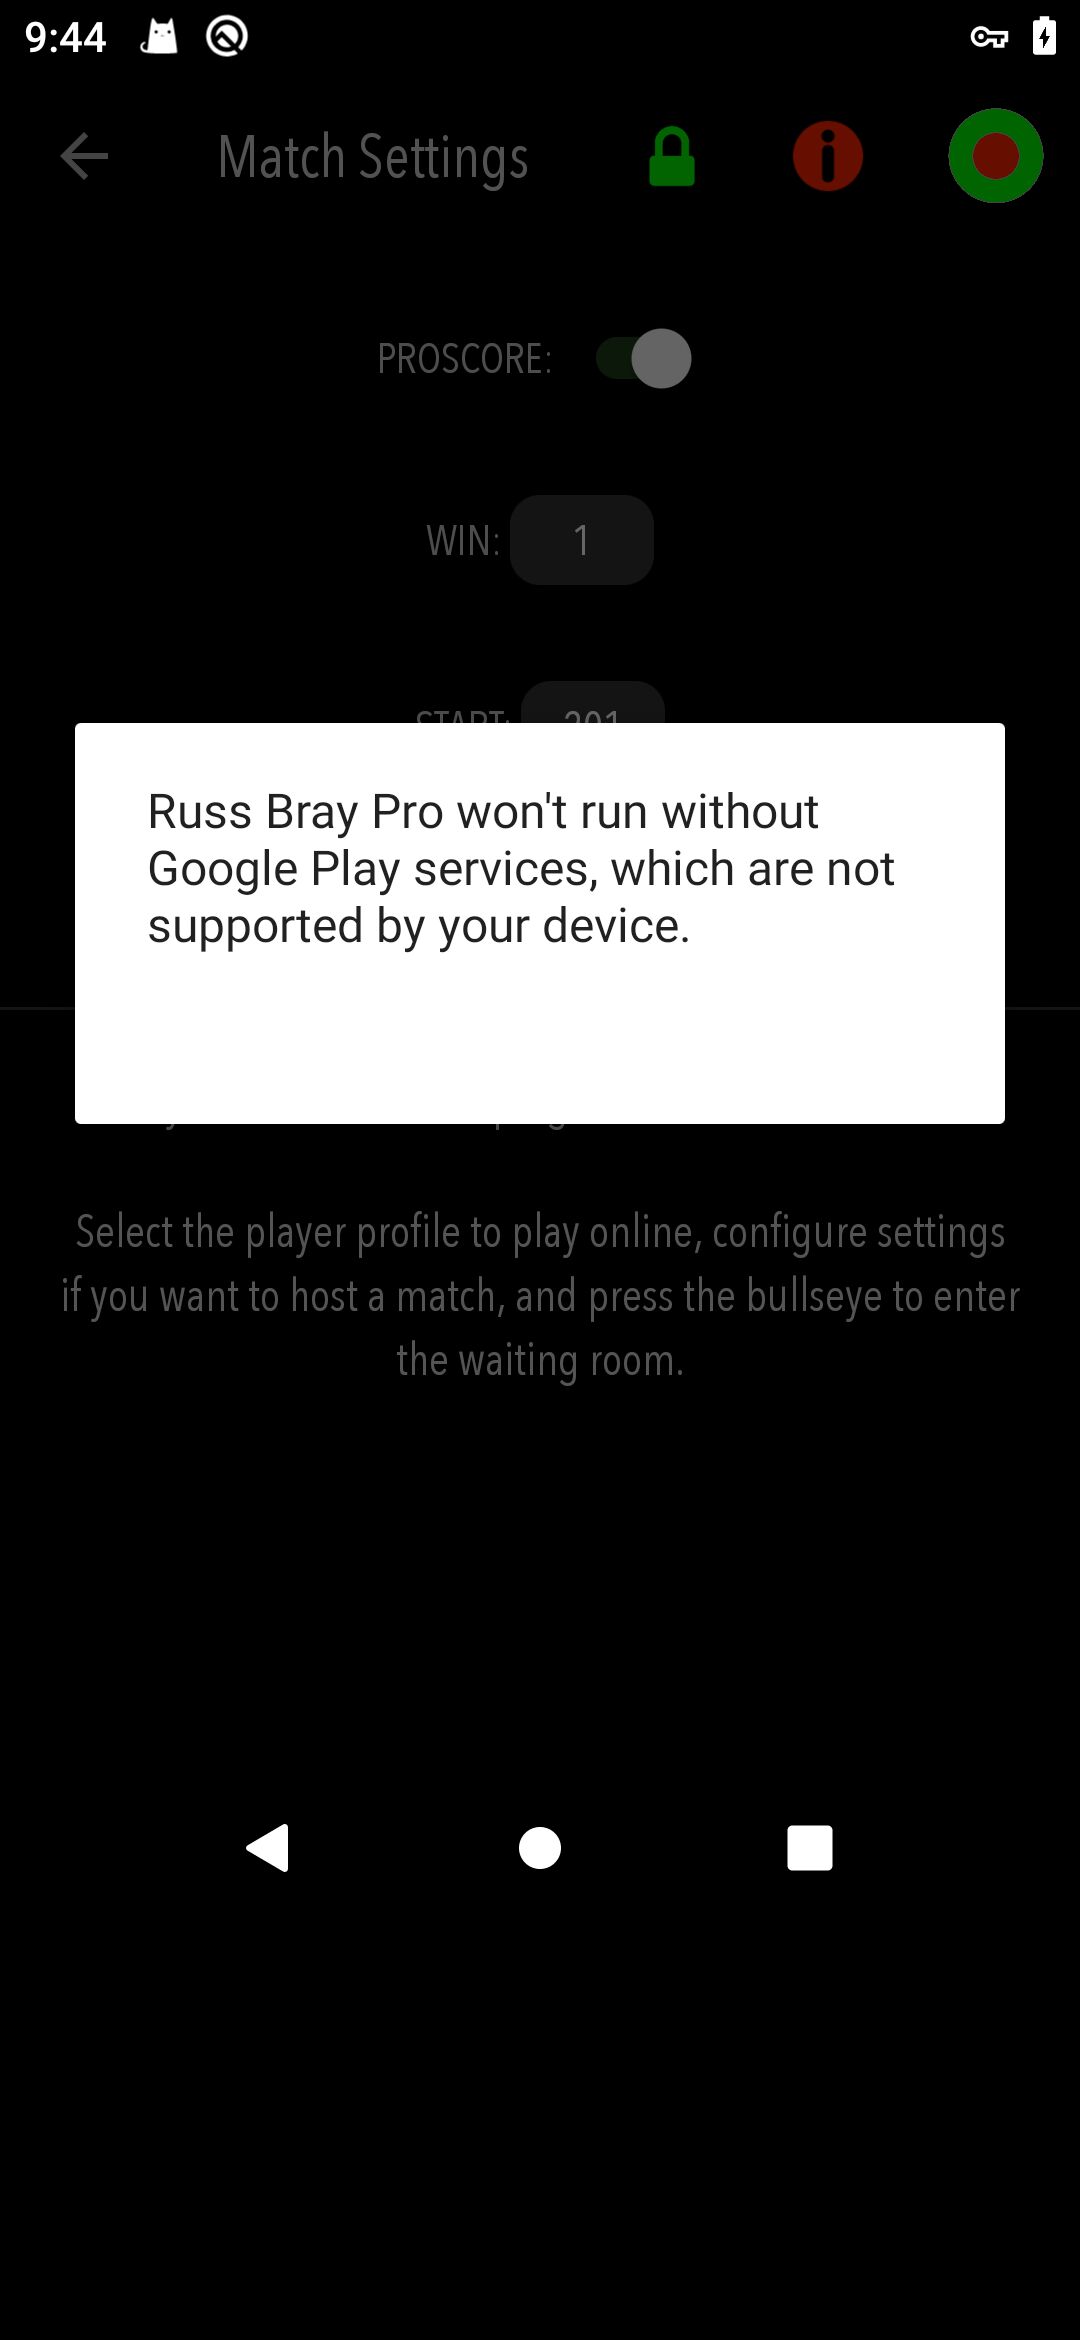 9:44
Match Settings
PROSCORE:
WIN: 1
START: 201
Russ Bray Pro won't run without
Google Play services, which are not
supported by your device.
Select the player profile to play online, configure settings
if you want to host a match, and press the bullseye to enter
the waiting room.